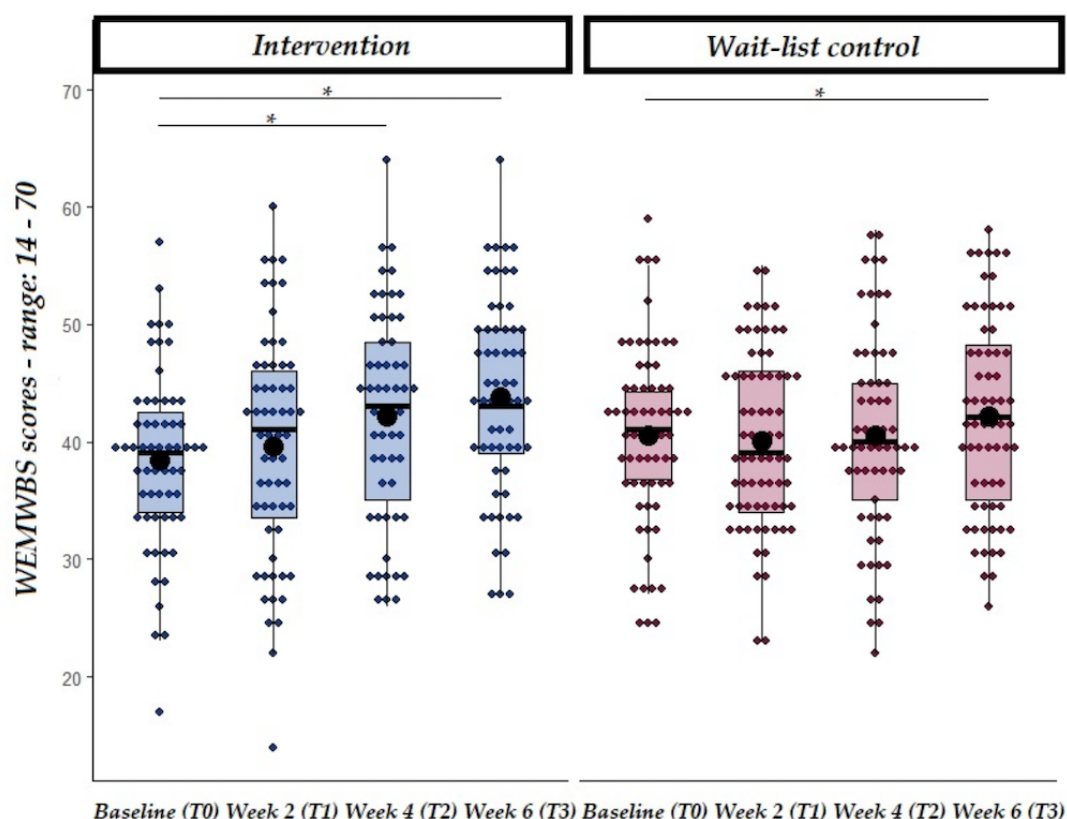 Intervention
Wait-list control
WEMWBS scores - range: 14 - 70
70
60
50
40
30
20
*
*
*
Baseline (T0) Week 2 (T1) Week 4 (T2) Week 6 (T3)
Baseline (T0) Week 2 (T1) Week 4 (T2) Week 6 (T3)